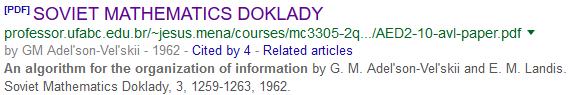 [PDF] SOVIET MATHEMATICS DOKLADY
professor.ufabc.edu.br/~jesus.mena/courses/mc3305-2q.../AED2-10-avl-paper.pdf
by GM Adel'son-Vel'skii - 1962 - Cited by 4 - Related articles
An algorithm for the organization of information by G. M. Adel'son-Vel'skii and E. M. Landis.
Soviet Mathematics Doklady, 3, 1259-1263, 1962.